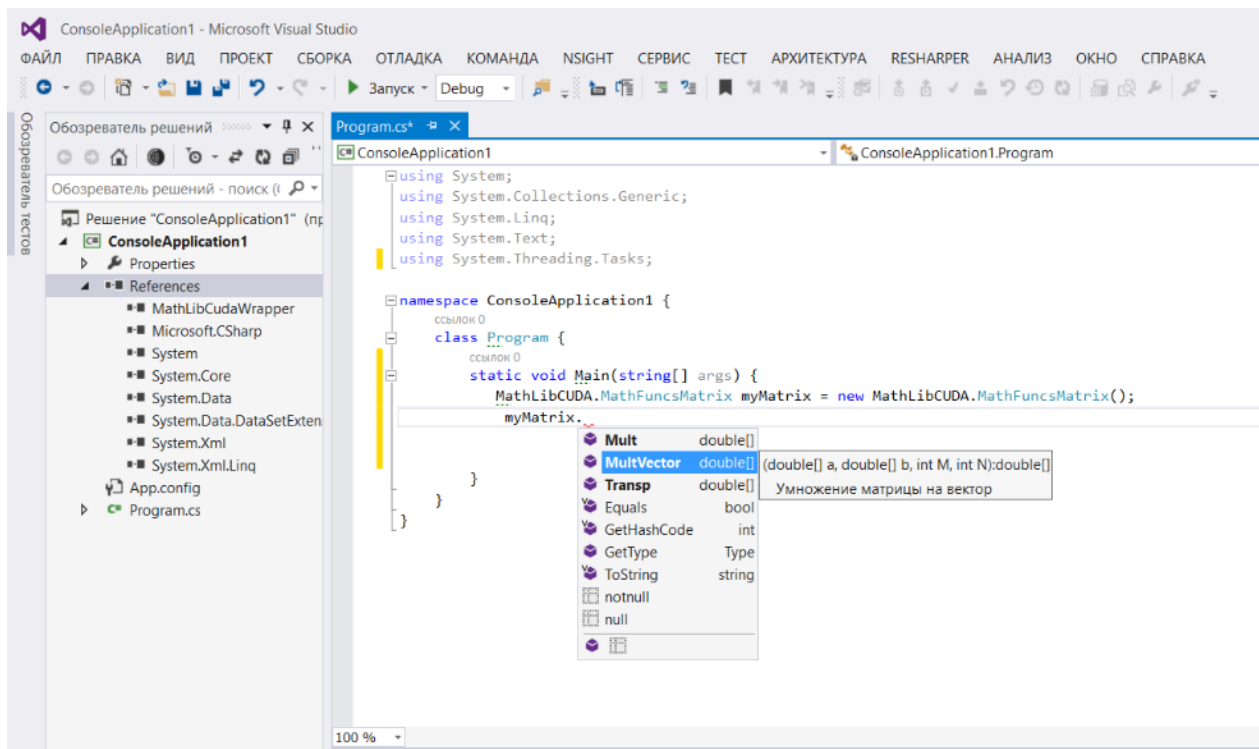 ConsoleApplication1 - Microsoft Visual Studio
ФАЙЛ ПРАВКА ВИД ПРОЕКТ СБОРКА ОТЛАДКА КОМАНДА NSIGHT СЕРВИС ТЕСТ АРХИТЕКТУРА RESHARPER АНАЛИЗ ОКНО СПРАВКА
Запуск Debug
Обозреватель тестов
Обозреватель решений
Обозреватель решений - поиск (
Решение "ConsoleApplication1" (пр
ConsoleApplication1
Properties
References
MathLibCudaWrapper
Microsoft.CSharp
System
System.Core
System.Data
System.Data.DataSetExten
System.Xml
System.Xml.Linq
App.config
Program.cs
Program.cs*
ConsoleApplication1 ConsoleApplication1.Program
using System;
using System.Collections.Generic;
using System.Linq;
using System.Text;
using System.Threading.Tasks;
namespace ConsoleApplication1 {
ссылок 0
class Program {
ссылок 0
static void Main(string[] args) {
MathLibCUDA.MathFuncsMatrix myMatrix = new MathLibCUDA.MathFuncsMatrix();
myMatrix.
Mult double[]
MultVector double[] (double[] a, double[] b, int M, int N):double[]
Умножение матрицы на вектор
Transp double[]
Equals bool
GetHashCode int
GetType Type
ToString string
notnull
null
}
}
}
100 %